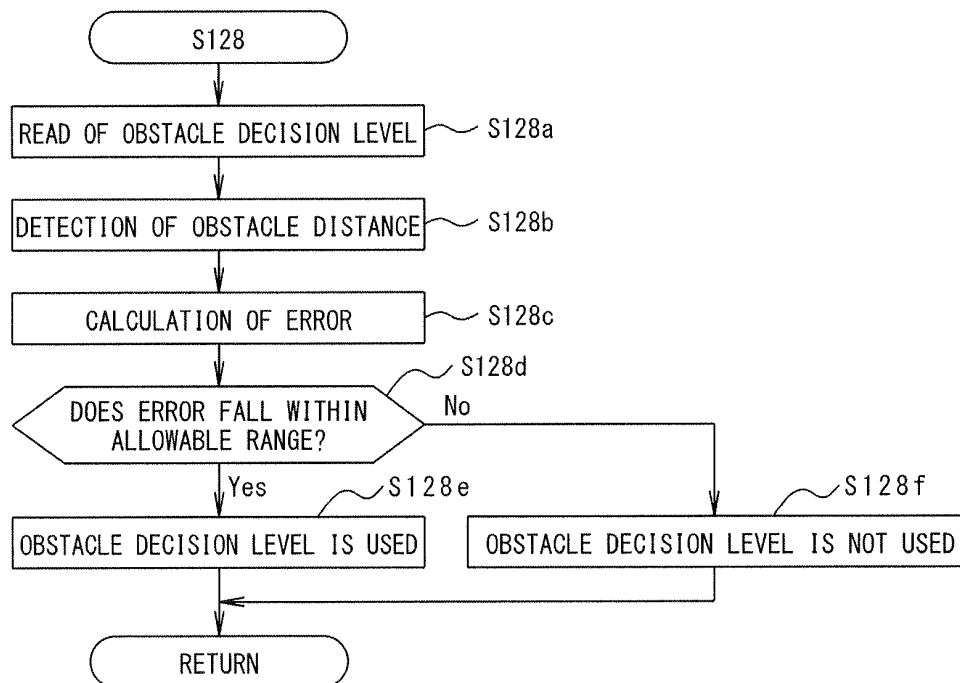 S128
READ OF OBSTACLE DECISION LEVEL
S128a
DETECTION OF OBSTACLE DISTANCE
S128b
CALCULATION OF ERROR
S128c
S128d
DOES ERROR FALL WITHIN
ALLOWABLE RANGE?
No
Yes
S128e
S128f
OBSTACLE DECISION LEVEL IS USED
OBSTACLE DECISION LEVEL IS NOT USED
RETURN